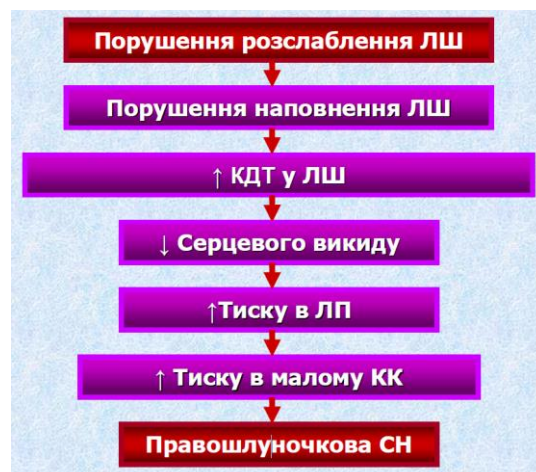 Порушення розслаблення ЛШ
Порушення наповнення ЛШ
↑ КДТ у ЛШ
↓ Серцевого викиду
↑Тиску в ЛП
↑ Тиску в малому КК
Правошлуночкова СН